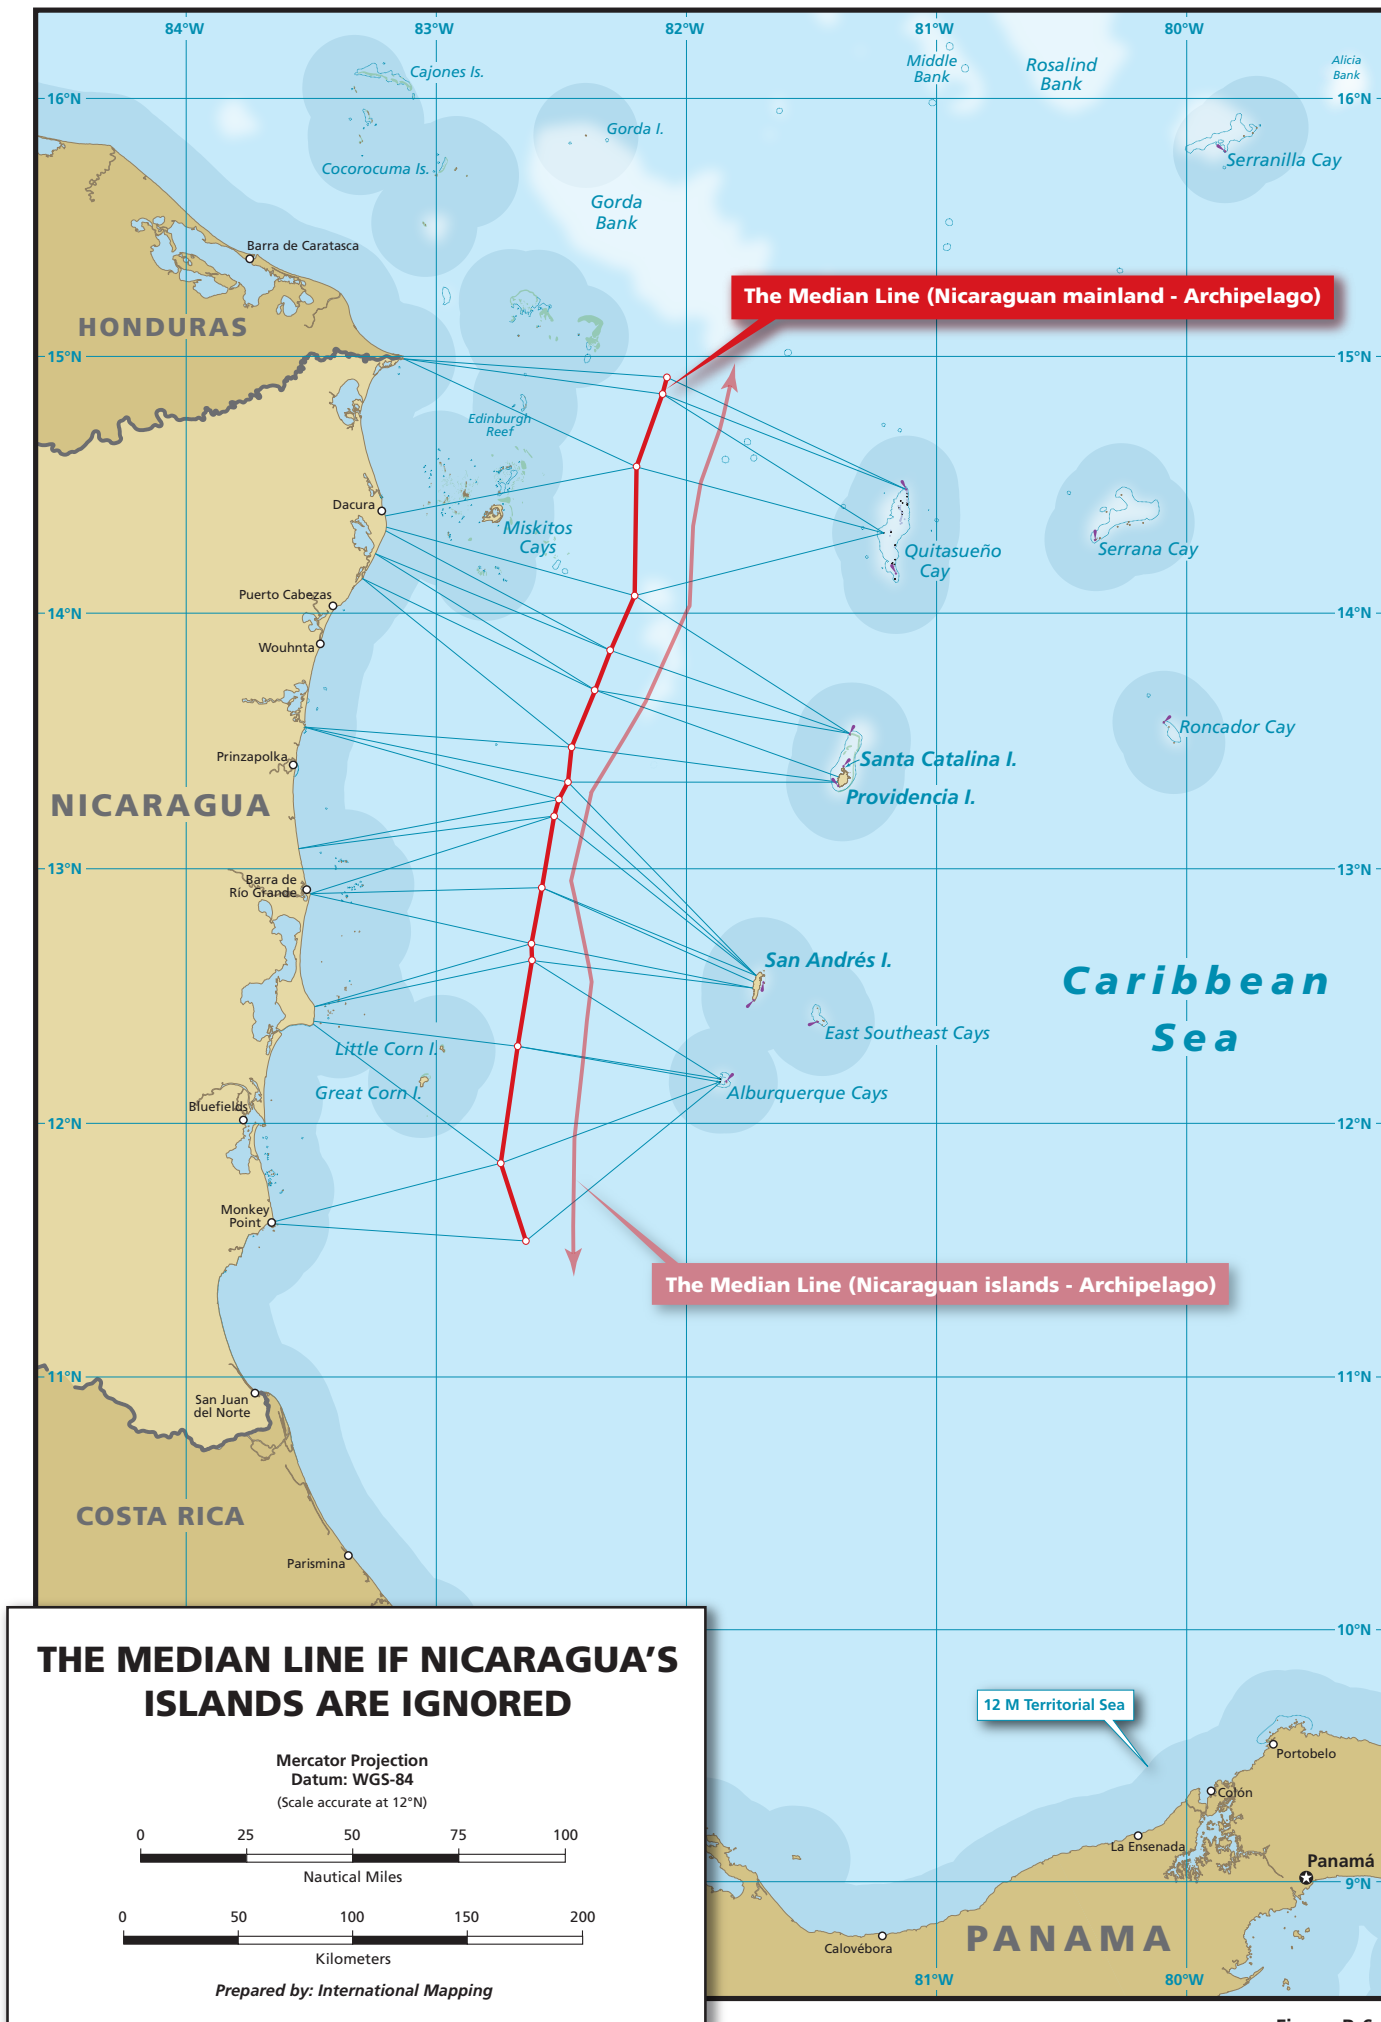 84°W
83°W
82°W
81°W
80°W
Cajones Is.
Middle
Bank
Rosalind
Bank
Alicia
Bank
16°N
16°N
Gorda I.
Cocorocuma Is.
Serranilla Cay
Gorda
Bank
Barra de Caratasca
The Median Line (Nicaraguan mainland - Archipelago)
HONDURAS
15°N
15°N
Edinburgh
Reef
Dacura
Miskitos
Cays
Quitasueño
Cay
Serrana Cay
Puerto Cabezas
14°N
14°N
Wouhnta
Roncador Cay
Prinzapolka
Santa Catalina I.
Providencia I.
NICARAGUA
13°N
13°N
Barra de
Río Grande
San Andrés I.
Caribbean
Sea
East Southeast Cays
Little Corn I.
Great Corn I.
Alburquerque Cays
Bluefields
12°N
12°N
Monkey
Point
The Median Line (Nicaraguan islands - Archipelago)
11°N
11°N
San Juan
del Norte
COSTA RICA
Parismina
10°N
THE MEDIAN LINE IF NICARAGUA'S
ISLANDS ARE IGNORED
Mercator Projection
Datum: WGS-84
(Scale accurate at 12°N)
0 25 50 75 100
Nautical Miles
0 50 100 150 200
Kilometers
Prepared by: International Mapping
12 M Territorial Sea
Portobelo
Colón
La Ensenada
Panamá
9°N
Calovébora
PANAMA
81°W
80°W